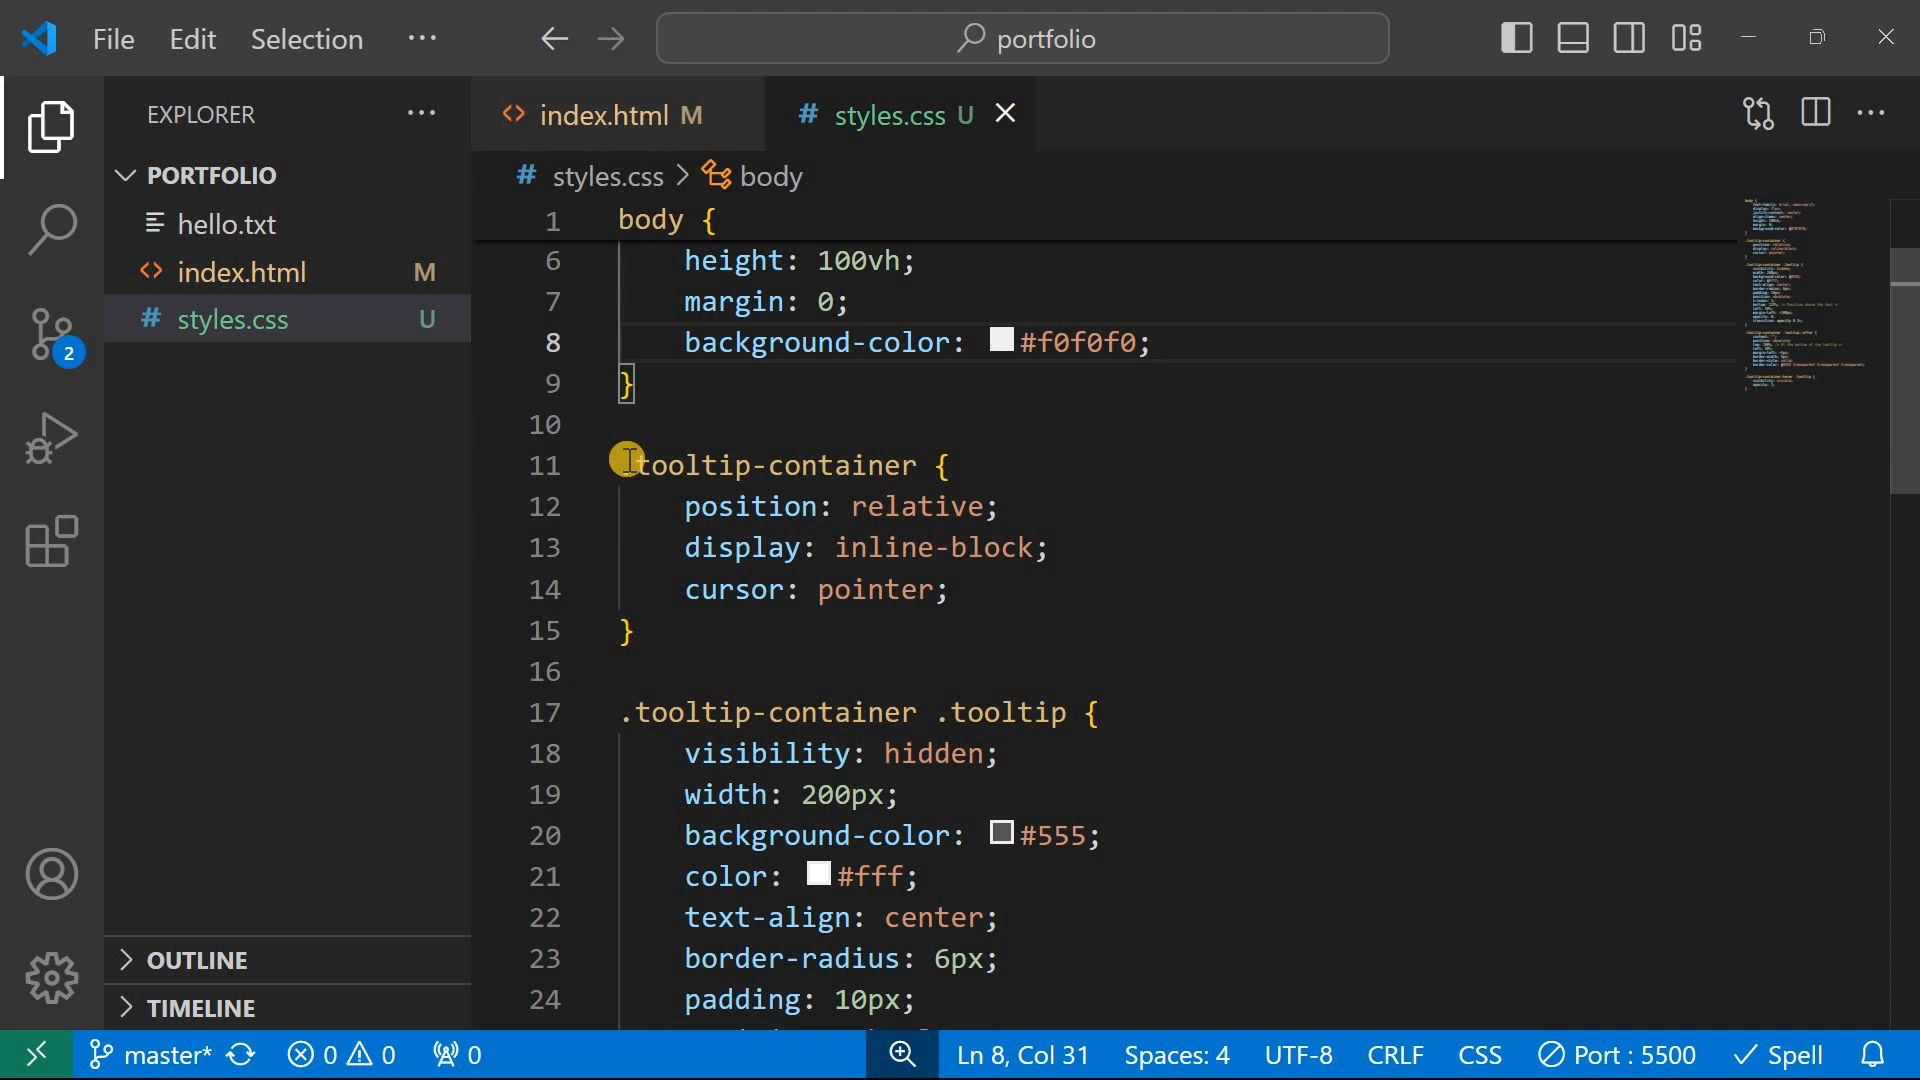 File Edit Selection ··· portfolio
EXPLORER ···
index.html M
# styles.css U
PORTFOLIO
hello.txt
index.html M
# styles.css U
OUTLINE
TIMELINE
# styles.css > body
1 body {
6 height: 100vh;
7 margin: 0;
8 background-color: #f0f0f0;
9 }
10
11 tooltip-container {
12 position: relative;
13 display: inline-block;
14 cursor: pointer;
15 }
16
17 .tooltip-container .tooltip {
18 visibility: hidden;
19 width: 200px;
20 background-color: #555;
21 color: #fff;
22 text-align: center;
23 border-radius: 6px;
24 padding: 10px;
2
master* 0 0 0 Ln 8, Col 31 Spaces: 4 UTF-8 CRLF CSS Port : 5500 Spell